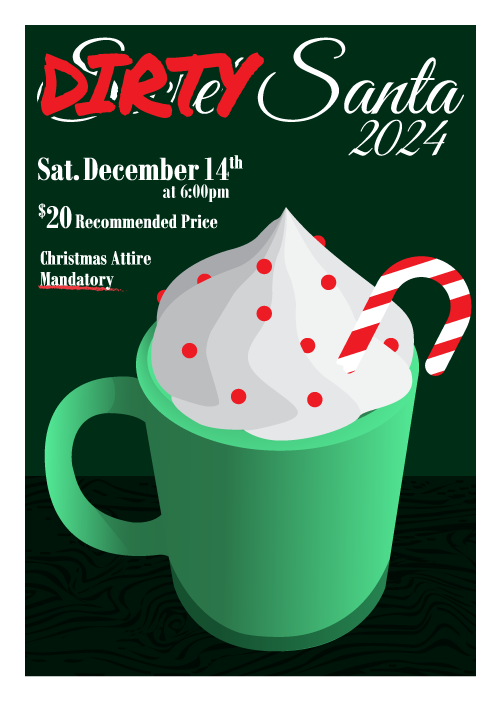 DIRTY Santa
2024
Sat. December 14th
at 6:00pm
$20 Recommended Price
Christmas Attire
Mandatory